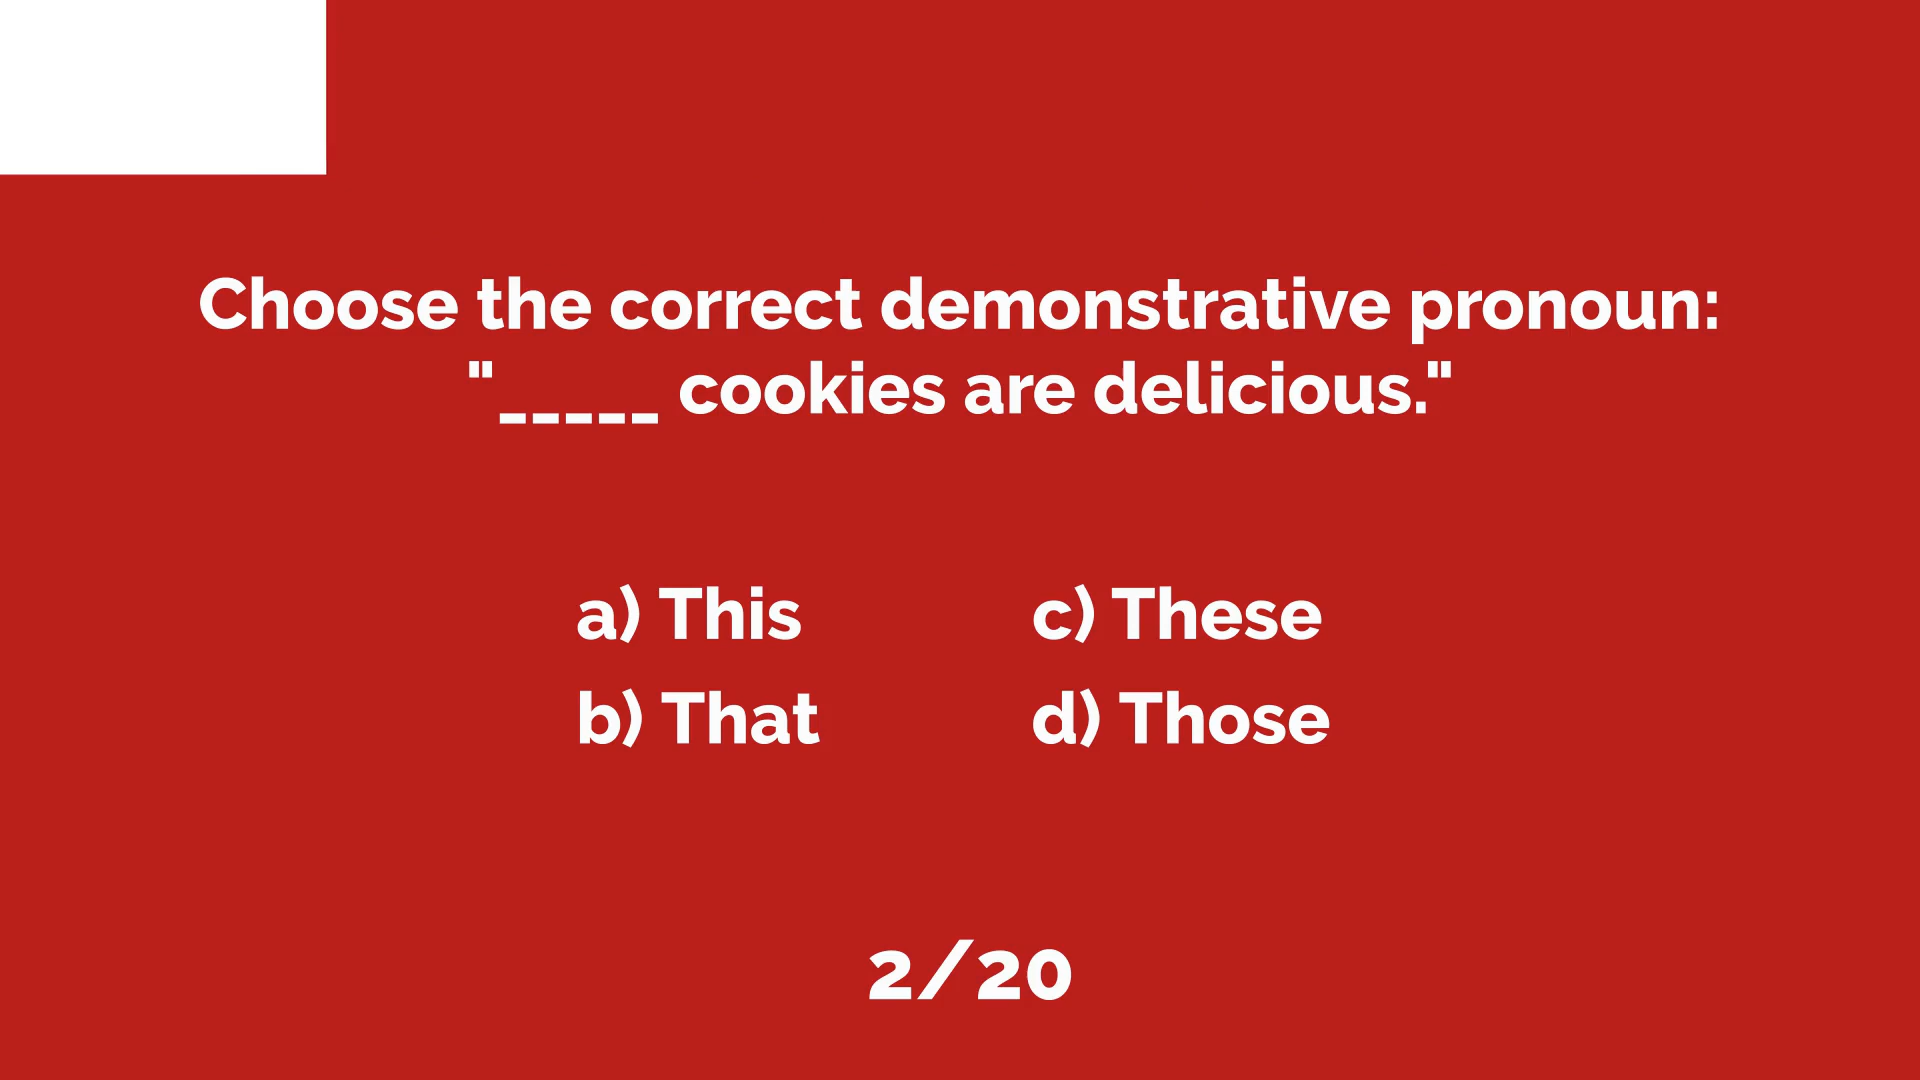 Choose the correct demonstrative pronoun:
"_____ cookies are delicious."
a) This
b) That
c) These
d) Those
2/20